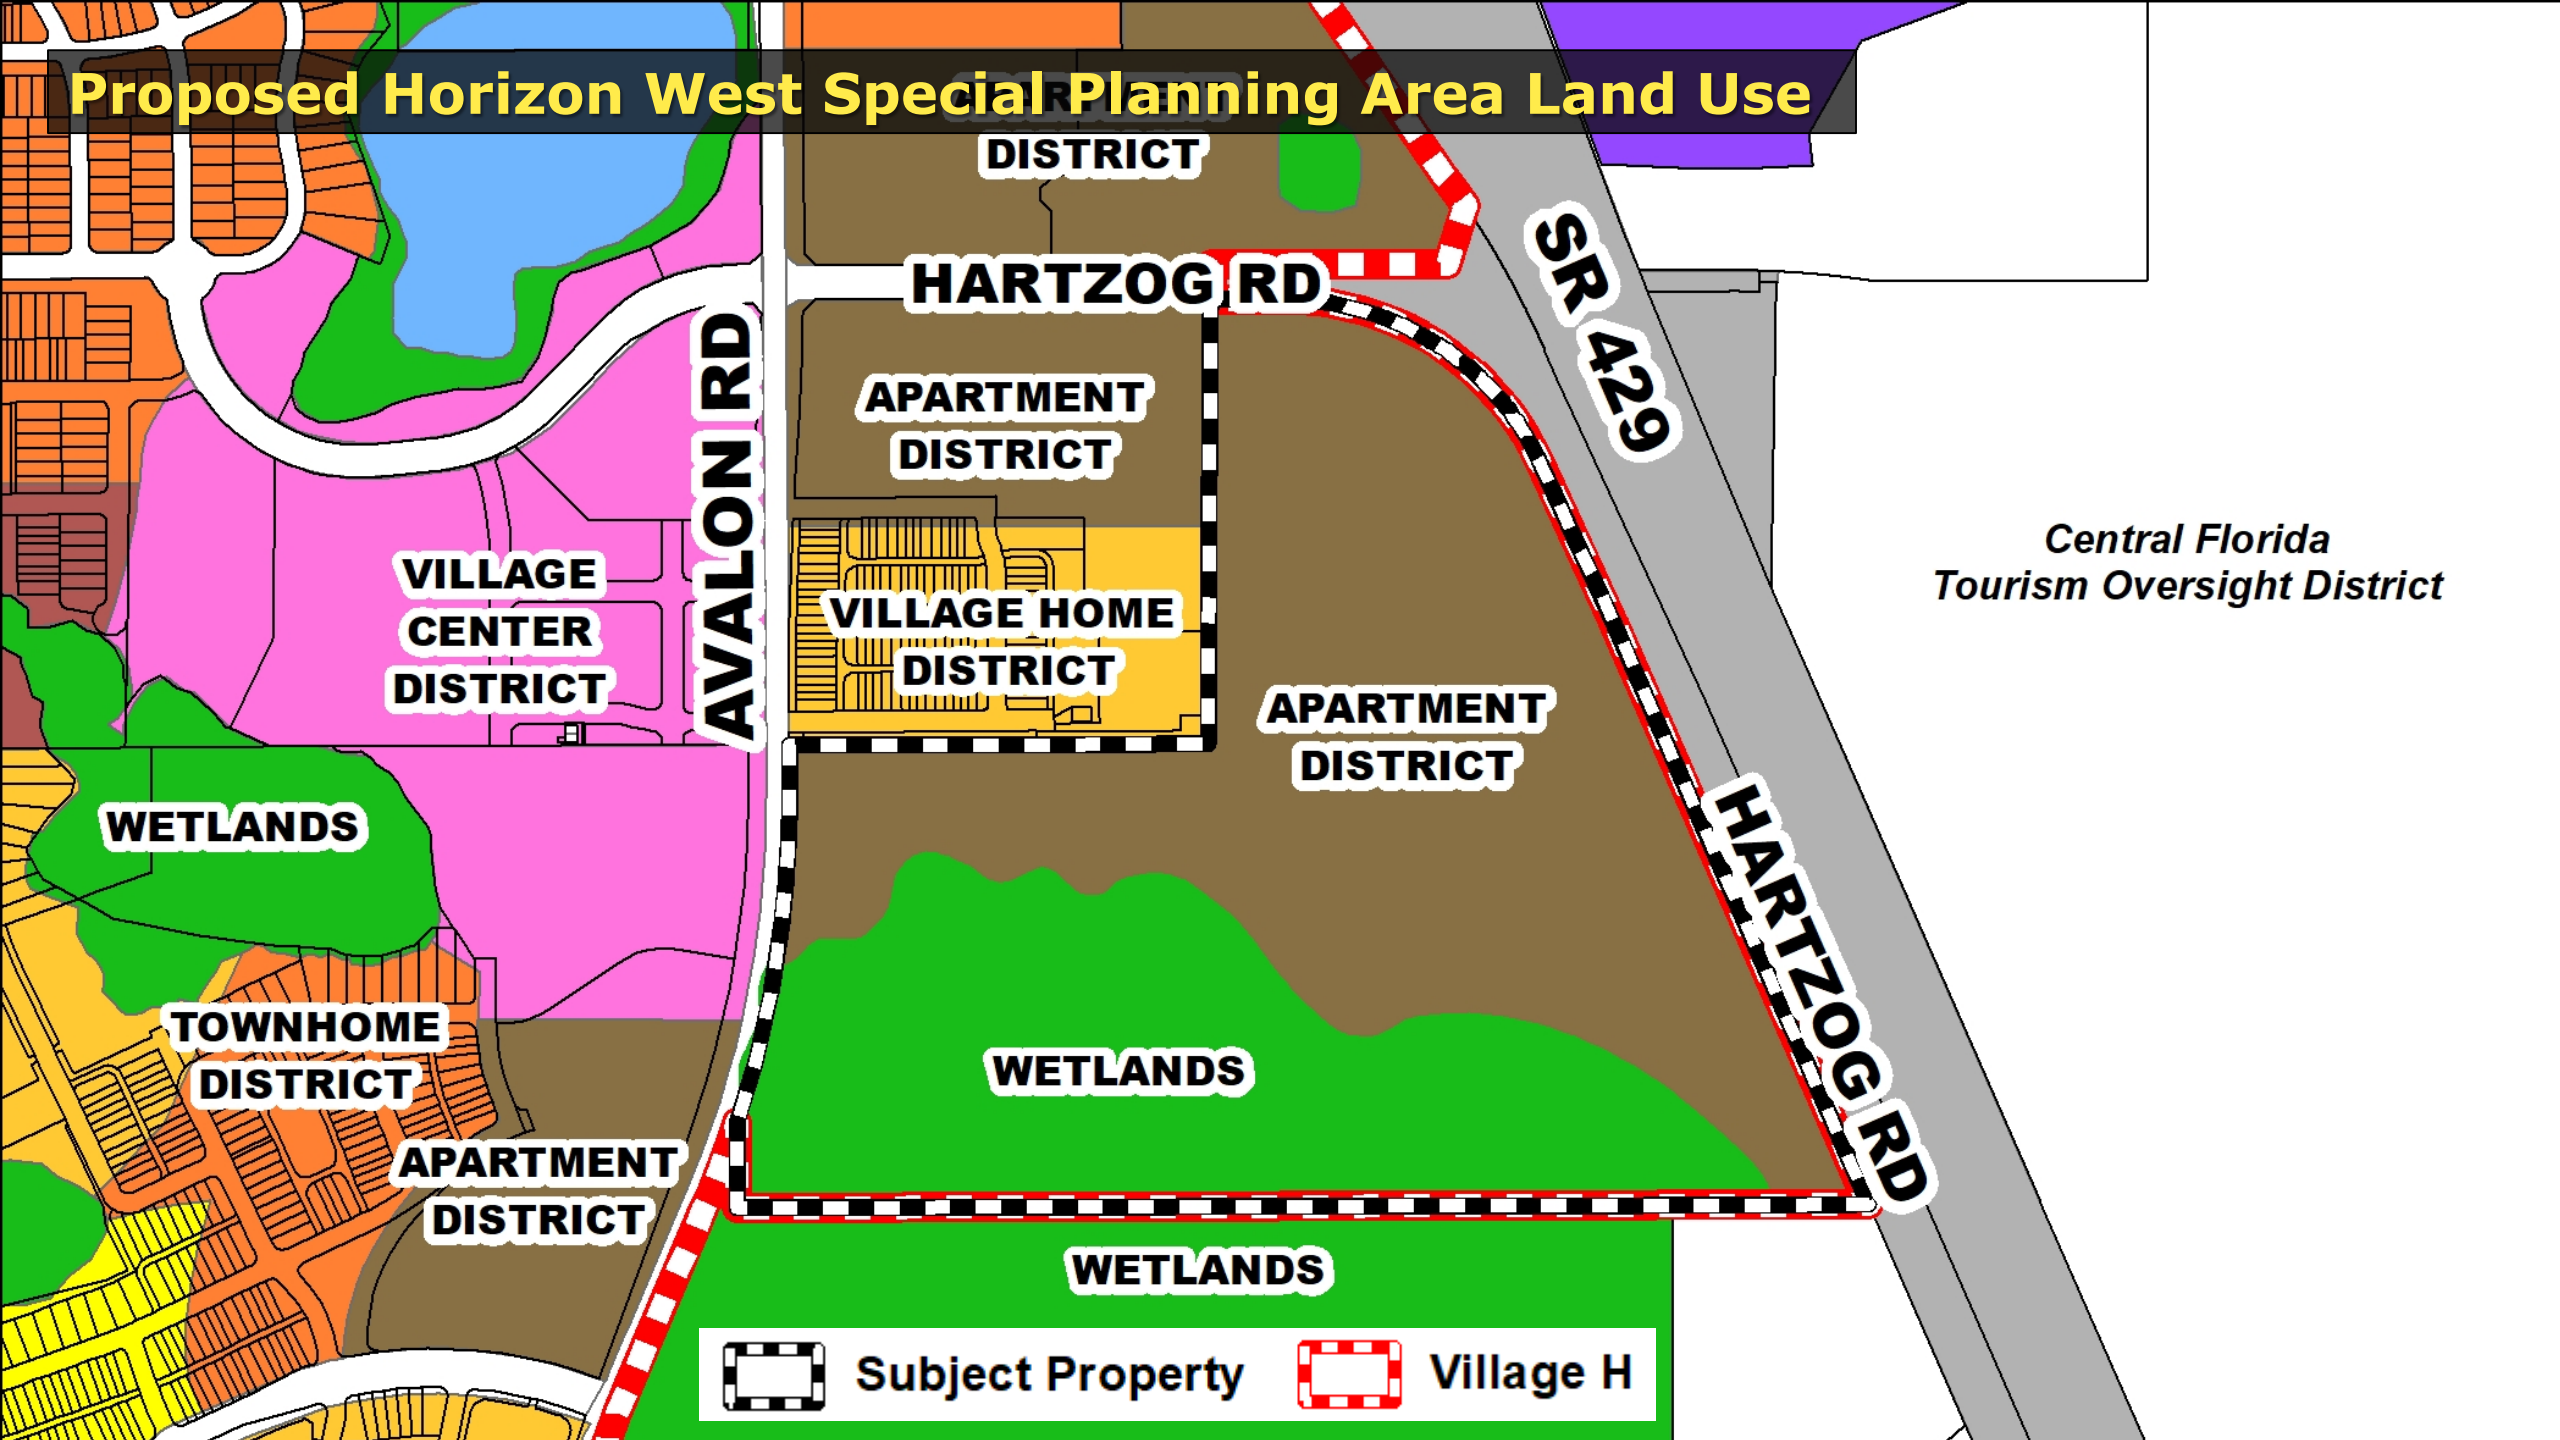 Proposed Horizon West Special Planning Area Land Use
APARTMENT
DISTRICT
HARTZOG RD
SR 429
AVALON RD
APARTMENT
DISTRICT
Central Florida
Tourism Oversight District
VILLAGE
CENTER
DISTRICT
VILLAGE HOME
DISTRICT
APARTMENT
DISTRICT
HARTZOG RD
WETLANDS
TOWNHOME
DISTRICT
WETLANDS
APARTMENT
DISTRICT
WETLANDS
Subject Property
Village H